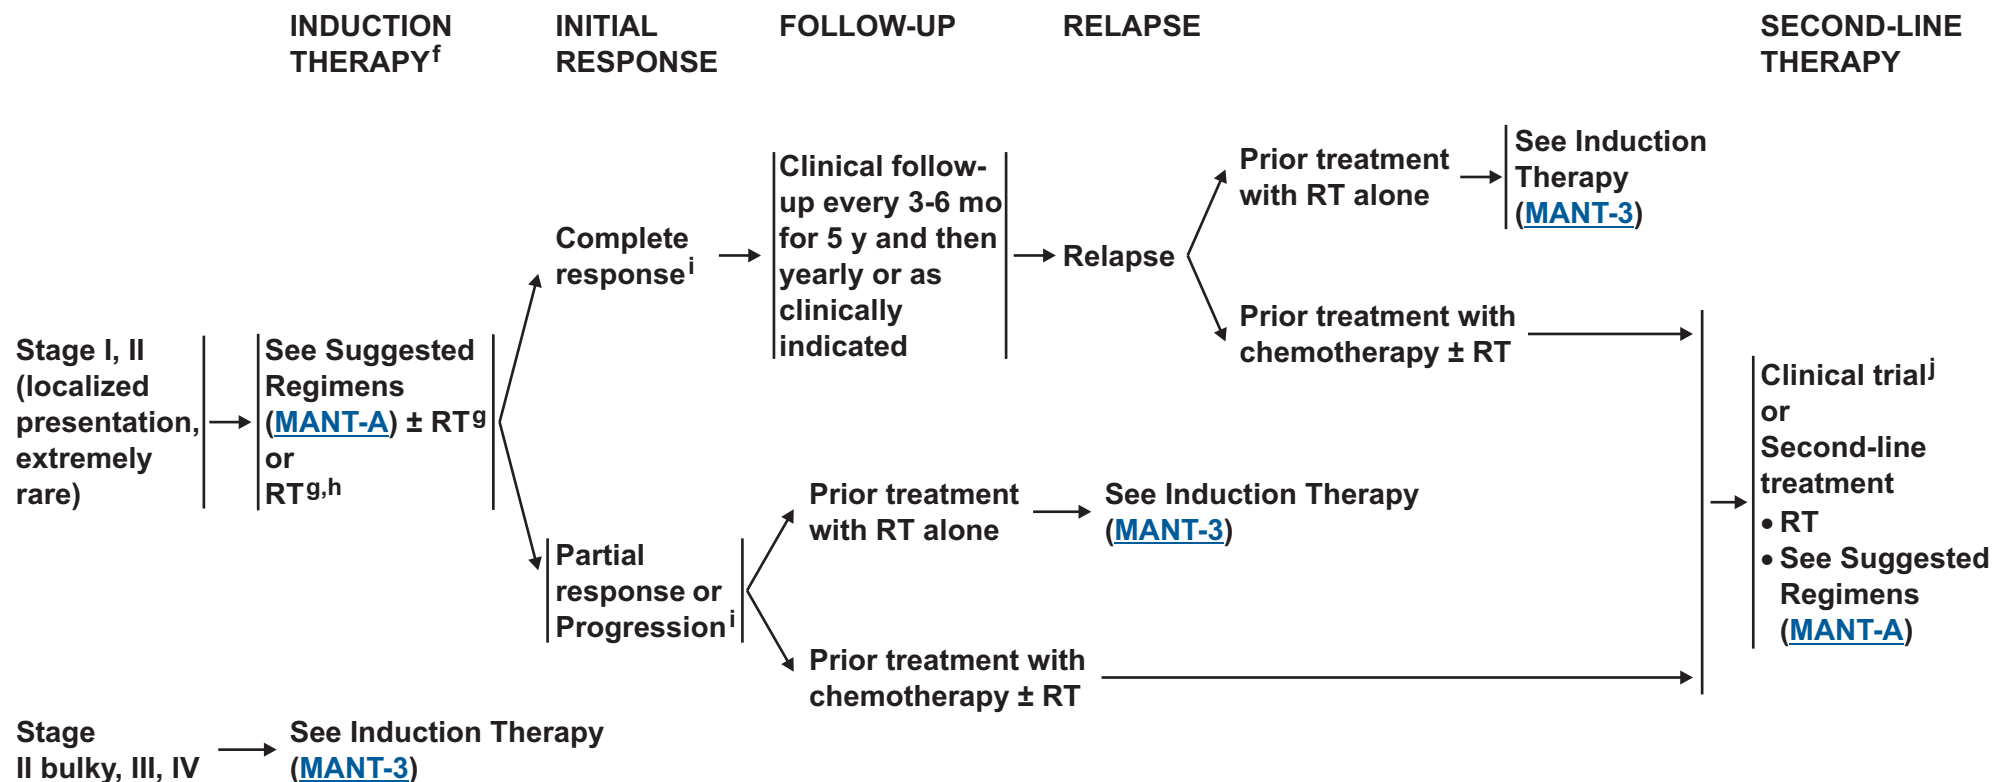 INDUCTION
THERAPYf
INITIAL
RESPONSE
FOLLOW-UP
RELAPSE
SECOND-LINE
THERAPY
Stage I, II
(localized
presentation,
extremely
rare)
See Suggested
Regimens
(MANT-A) ± RTg
or
RTg,h
Complete
responsei
Clinical follow-
up every 3-6 mo
for 5 y and then
yearly or as
clinically
indicated
Relapse
Prior treatment
with RT alone
See Induction
Therapy
(MANT-3)
Prior treatment with
chemotherapy ± RT
Partial
response or
Progressioni
Prior treatment
with RT alone
See Induction Therapy
(MANT-3)
Prior treatment with
chemotherapy ± RT
Clinical trialj
or
Second-line
treatment
• RT
• See Suggested
Regimens
(MANT-A)
Stage
II bulky, III, IV
See Induction Therapy
(MANT-3)